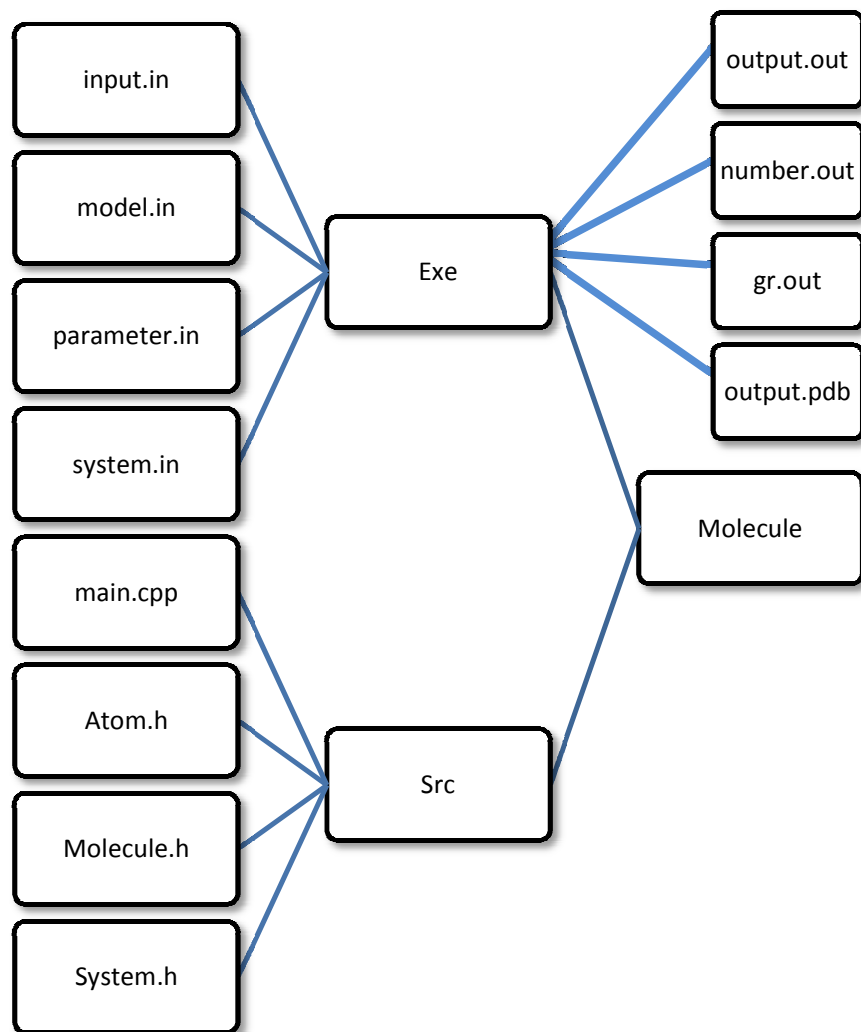 input.in
model.in
parameter.in
system.in
main.cpp
Atom.h
Molecule.h
System.h
Exe
Src
output.out
number.out
gr.out
output.pdb
Molecule